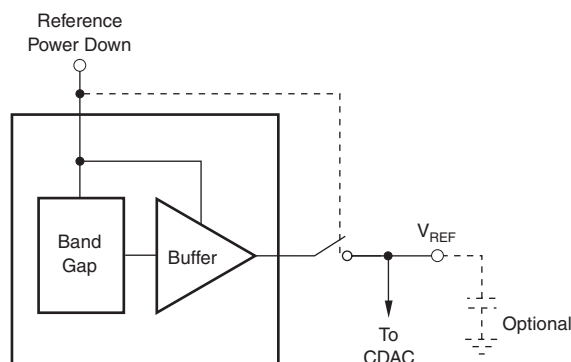 Reference
Power Down
Band
Gap
Buffer
VREF
To
CDAC
Optional